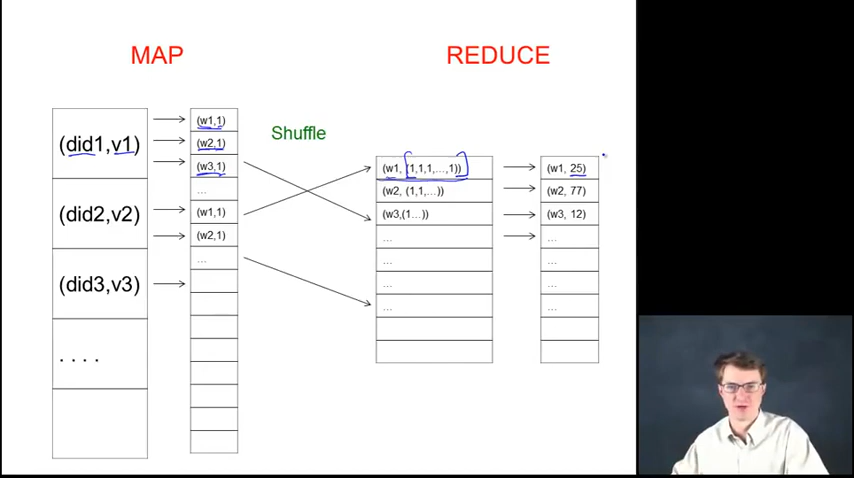 MAP
REDUCE
Shuffle
(did1,v1)
(did2,v2)
(did3,v3)
. . . .
(w1,1)
(w2,1)
(w3,1)
...
(w1,1)
(w2,1)
...
(w1, (1,1,1,...,1))
(w2, (1,1,...))
(w3,(1...))
...
...
...
...
(w1, 25)
(w2, 77)
(w3, 12)
...
...
...
...